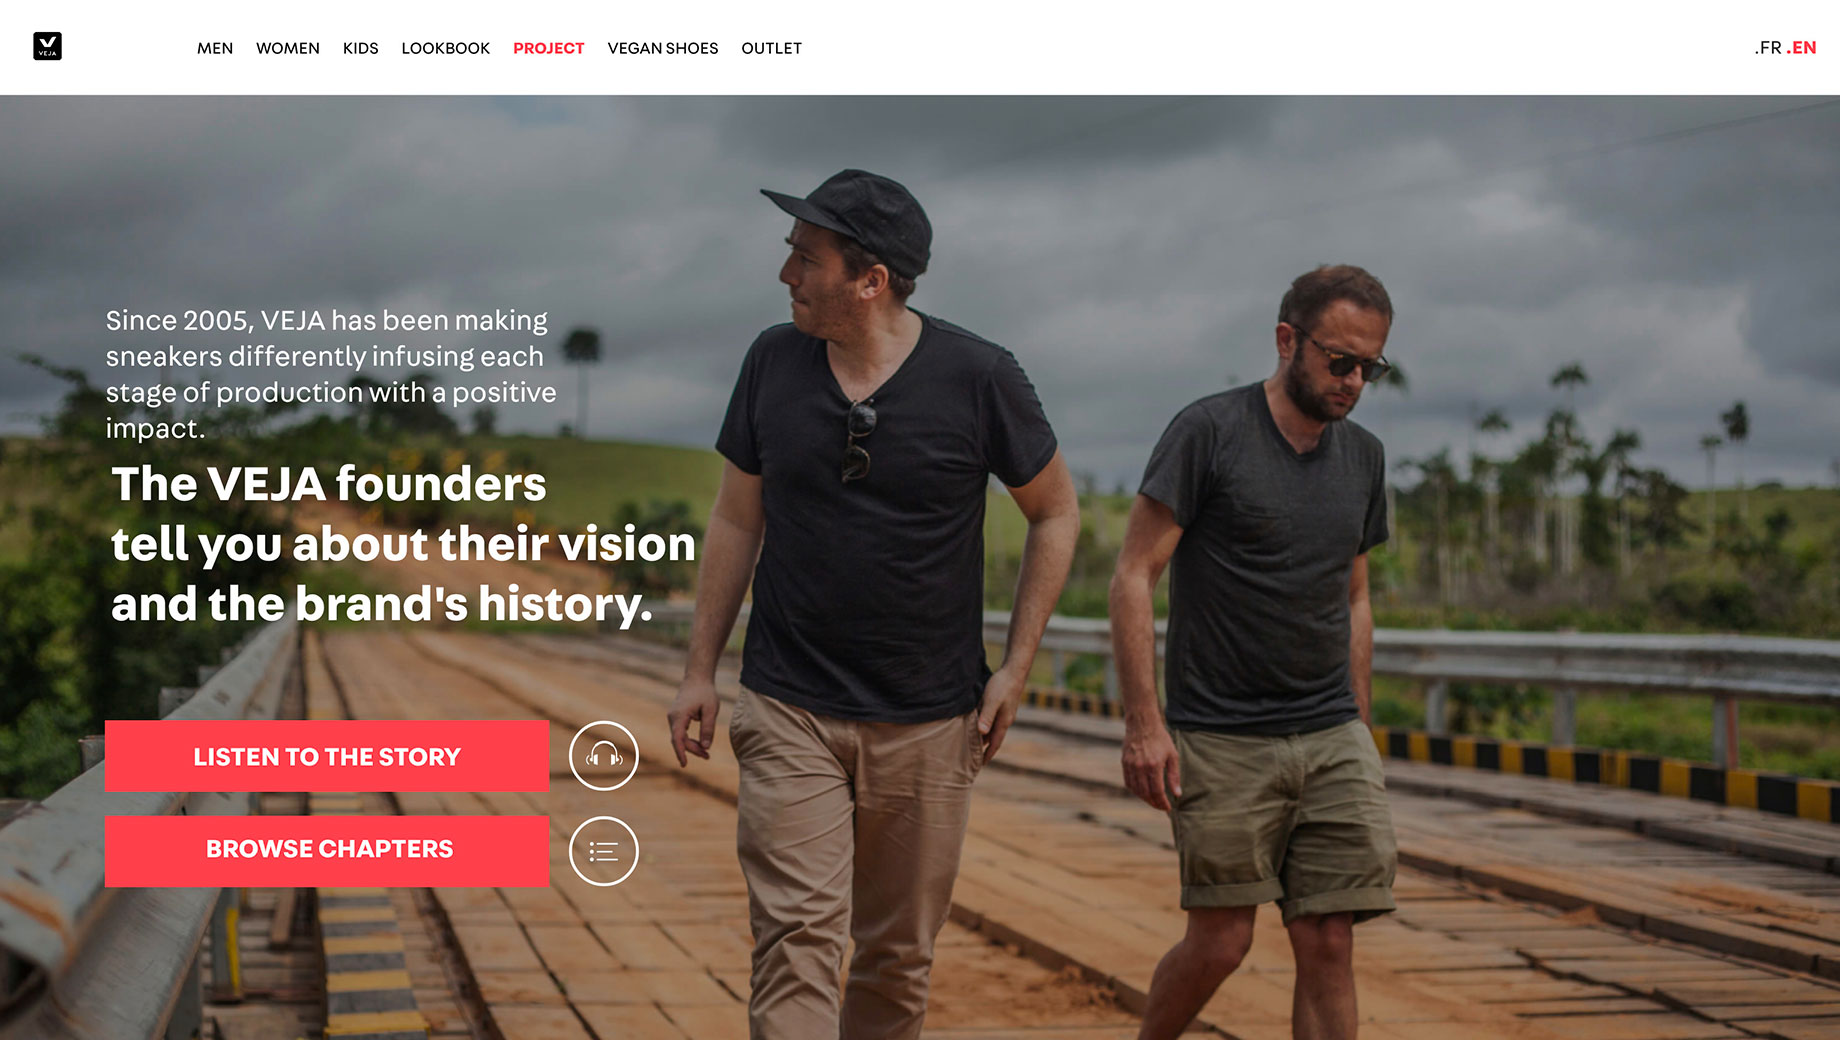 VEJA
MEN WOMEN KIDS LOOKBOOK PROJECT VEGAN SHOES OUTLET
.FR .EN
Since 2005, VEJA has been making
sneakers differently infusing each
stage of production with a positive
impact.
The VEJA founders
tell you about their vision
and the brand's history.
LISTEN TO THE STORY
BROWSE CHAPTERS